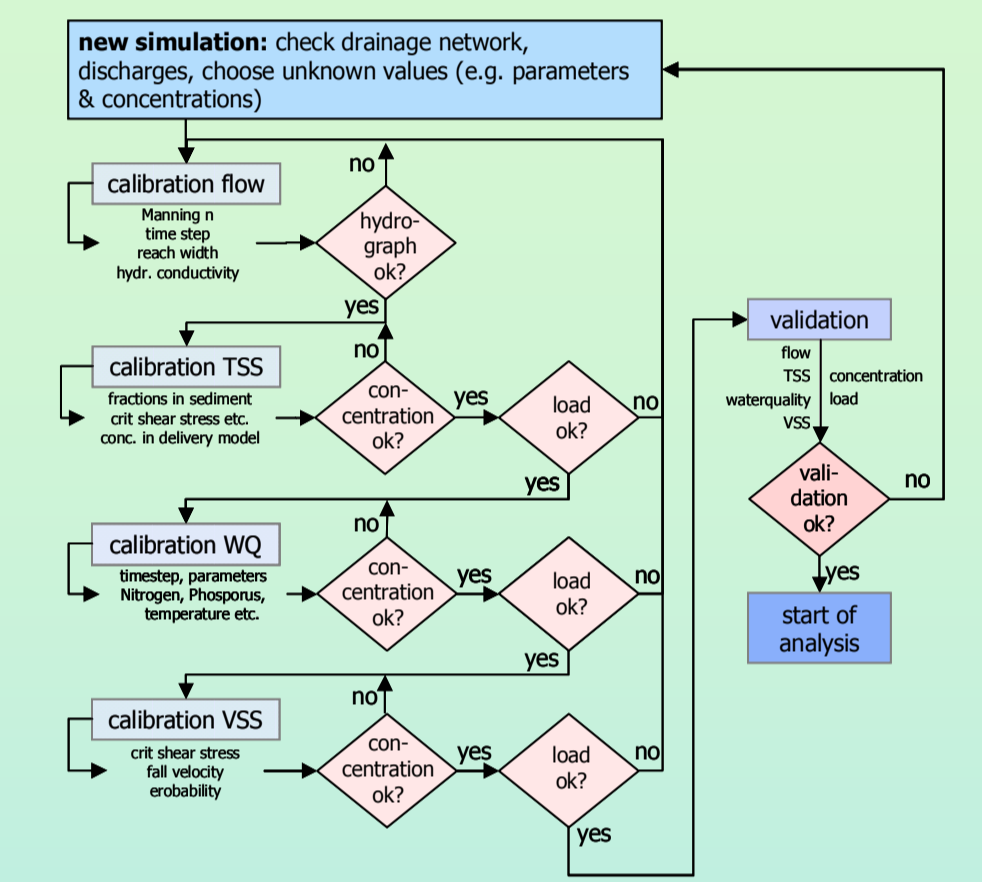 new simulation: check drainage network,
discharges, choose unknown values (e.g. parameters
& concentrations)
no
calibration flow
Manning n
time step
reach width
hydr. conductivity
hydro-
graph
ok?
yes
no
calibration TSS
fractions in sediment
crit shear stress etc.
conc. in delivery model
con-
centration
ok?
yes
load
ok?
no
yes
no
calibration WQ
timestep, parameters
Nitrogen, Phosporus,
temperature etc.
con-
centration
ok?
yes
load
ok?
no
yes
no
calibration VSS
crit shear stress
fall velocity
erobability
con-
centration
ok?
yes
load
ok?
no
yes
validation
flow
TSS
waterquality
VSS
concentration
load
vali-
dation
ok?
no
yes
start of
analysis